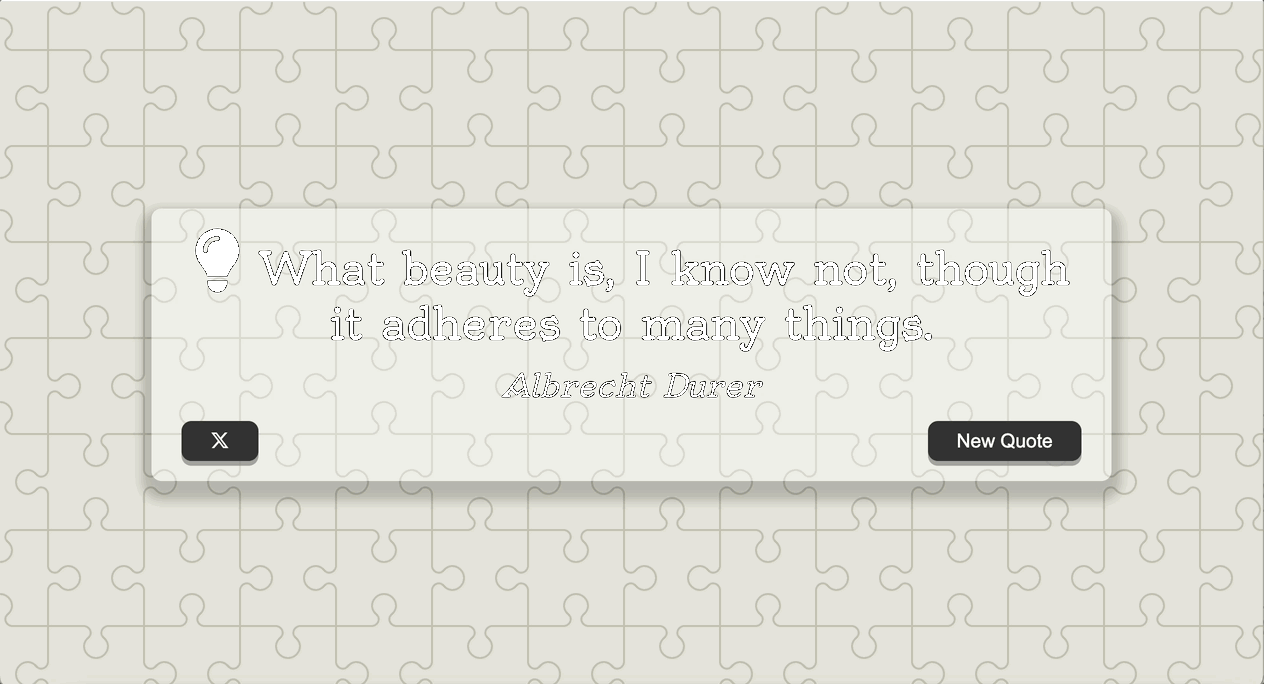 What beauty is, I know not, though
it adheres to many things.
Albrecht Durer
X
New Quote